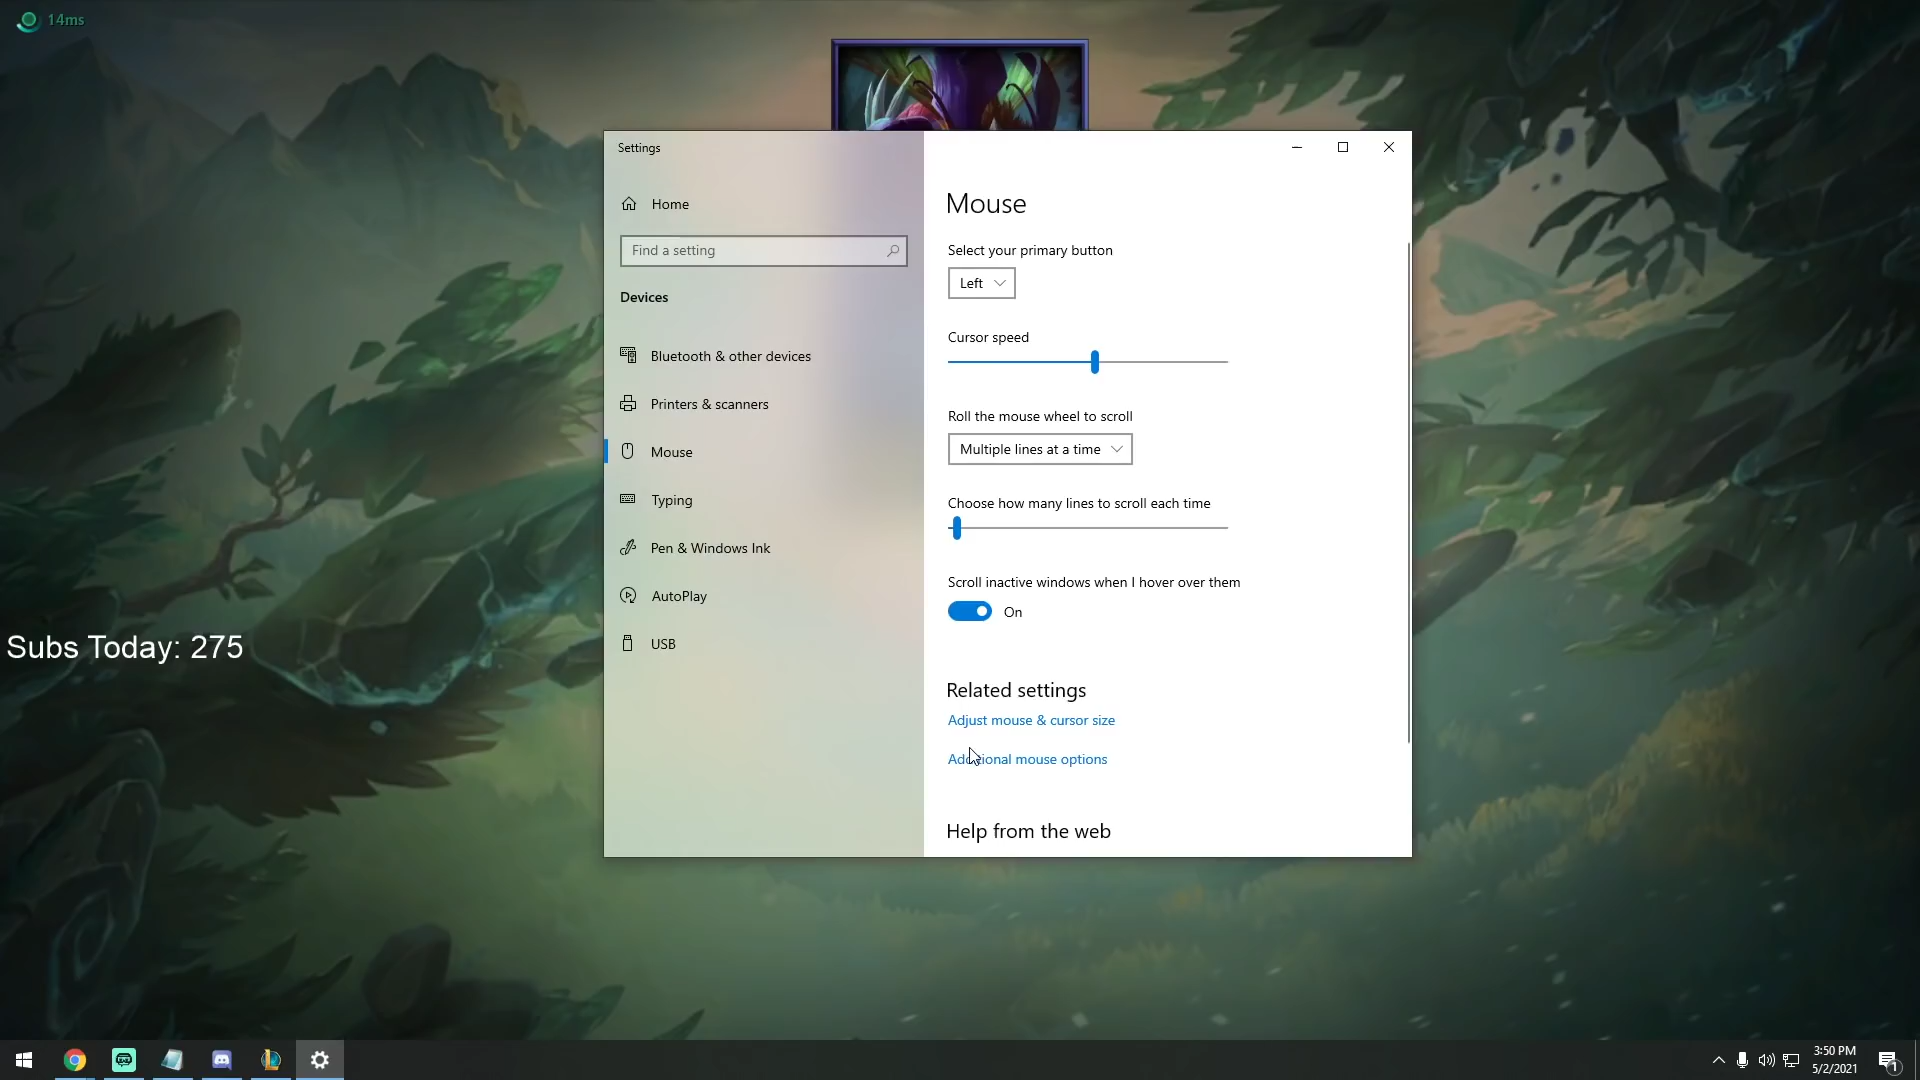 14ms
Settings
Home
Find a setting
Devices
Bluetooth & other devices
Printers & scanners
Mouse
Typing
Pen & Windows Ink
AutoPlay
USB
Mouse
Select your primary button
Left
Cursor speed
Roll the mouse wheel to scroll
Multiple lines at a time
Choose how many lines to scroll each time
Scroll inactive windows when I hover over them
On
Related settings
Adjust mouse & cursor size
Additional mouse options
Help from the web
Subs Today: 275
3:50 PM
5/2/2021
1